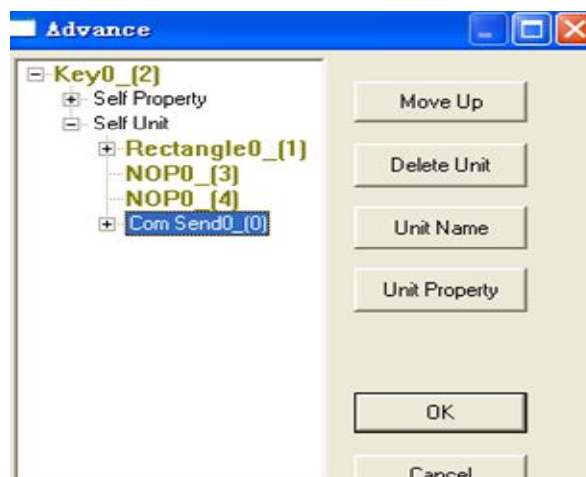 Advance
Key0_(2)
Self Property
Self Unit
Rectangle0_(1)
NOP0_(3)
NOP0_(4)
Com Send0_(0)
Move Up
Delete Unit
Unit Name
Unit Property
OK
Cancel